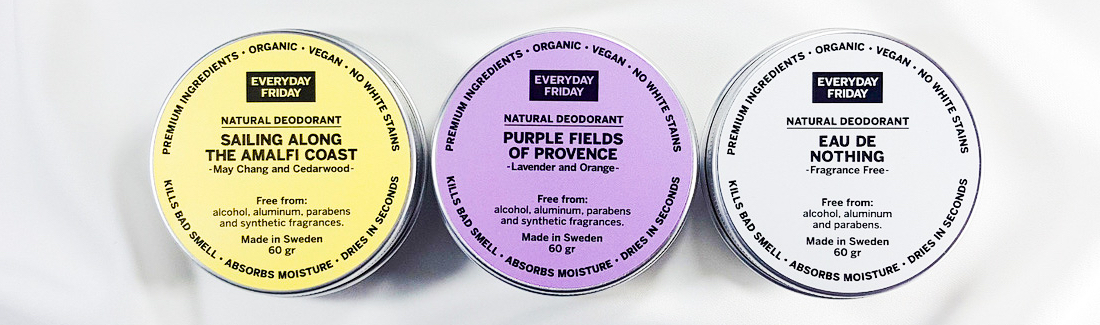 PREMIUM INGREDIENTS • ORGANIC • VEGAN • NO WHITE STAINS
EVERYDAY
FRIDAY
NATURAL DEODORANT
SAILING ALONG
THE AMALFI COAST
-May Chang and Cedarwood-
Free from:
alcohol, aluminum, parabens
and synthetic fragrances.
Made in Sweden
60 gr
KILLS BAD SMELL • ABSORBS MOISTURE • DRIES IN SECONDS
PREMIUM INGREDIENTS • ORGANIC • VEGAN • NO WHITE STAINS
EVERYDAY
FRIDAY
NATURAL DEODORANT
PURPLE FIELDS
OF PROVENCE
-Lavender and Orange-
Free from:
alcohol, aluminum, parabens
and synthetic fragrances.
Made in Sweden
60 gr
KILLS BAD SMELL • ABSORBS MOISTURE • DRIES IN SECONDS
PREMIUM INGREDIENTS • ORGANIC • VEGAN • NO WHITE STAINS
EVERYDAY
FRIDAY
NATURAL DEODORANT
EAU DE
NOTHING
-Fragrance Free-
Free from:
alcohol, aluminum
and parabens.
Made in Sweden
60 gr
KILLS BAD SMELL • ABSORBS MOISTURE • DRIES IN SECONDS